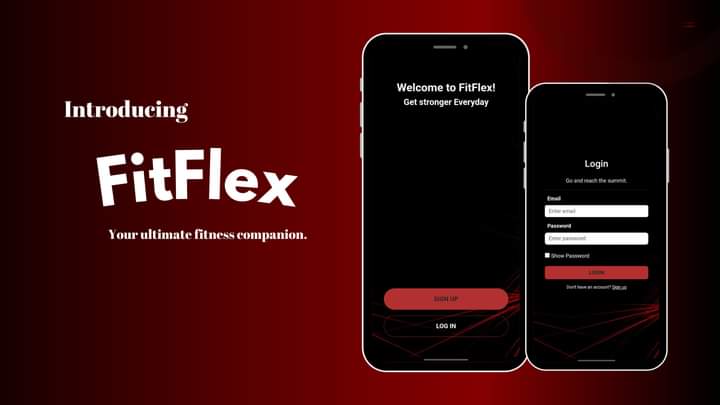 Introducing
FitFlex
Your ultimate fitness companion.
Welcome to FitFlex!
Get stronger Everyday
SIGN UP
LOG IN
Login
Go and reach the summit.
Email
Enter email
Password
Enter password
Show Password
LOGIN
Don't have an account? Sign up